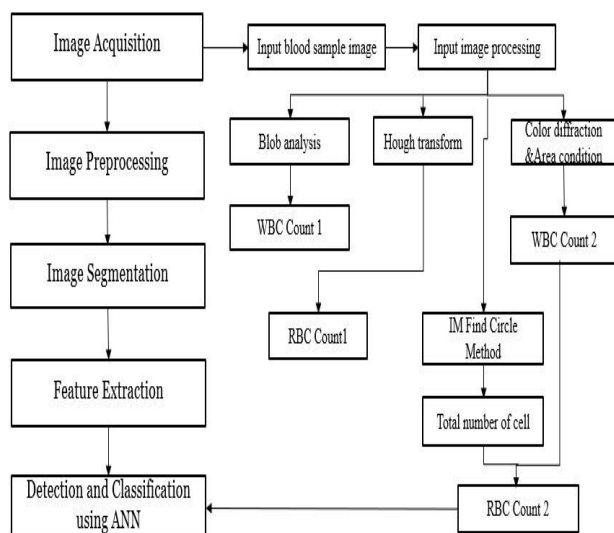 Image Acquisition
Input blood sample image
Input image processing
Image Preprocessing
Blob analysis
Hough transform
Color diffraction
&Area condition
WBC Count 1
WBC Count 2
Image Segmentation
RBC Count1
IM Find Circle
Method
Feature Extraction
Total number of cell
Detection and Classification
using ANN
RBC Count 2